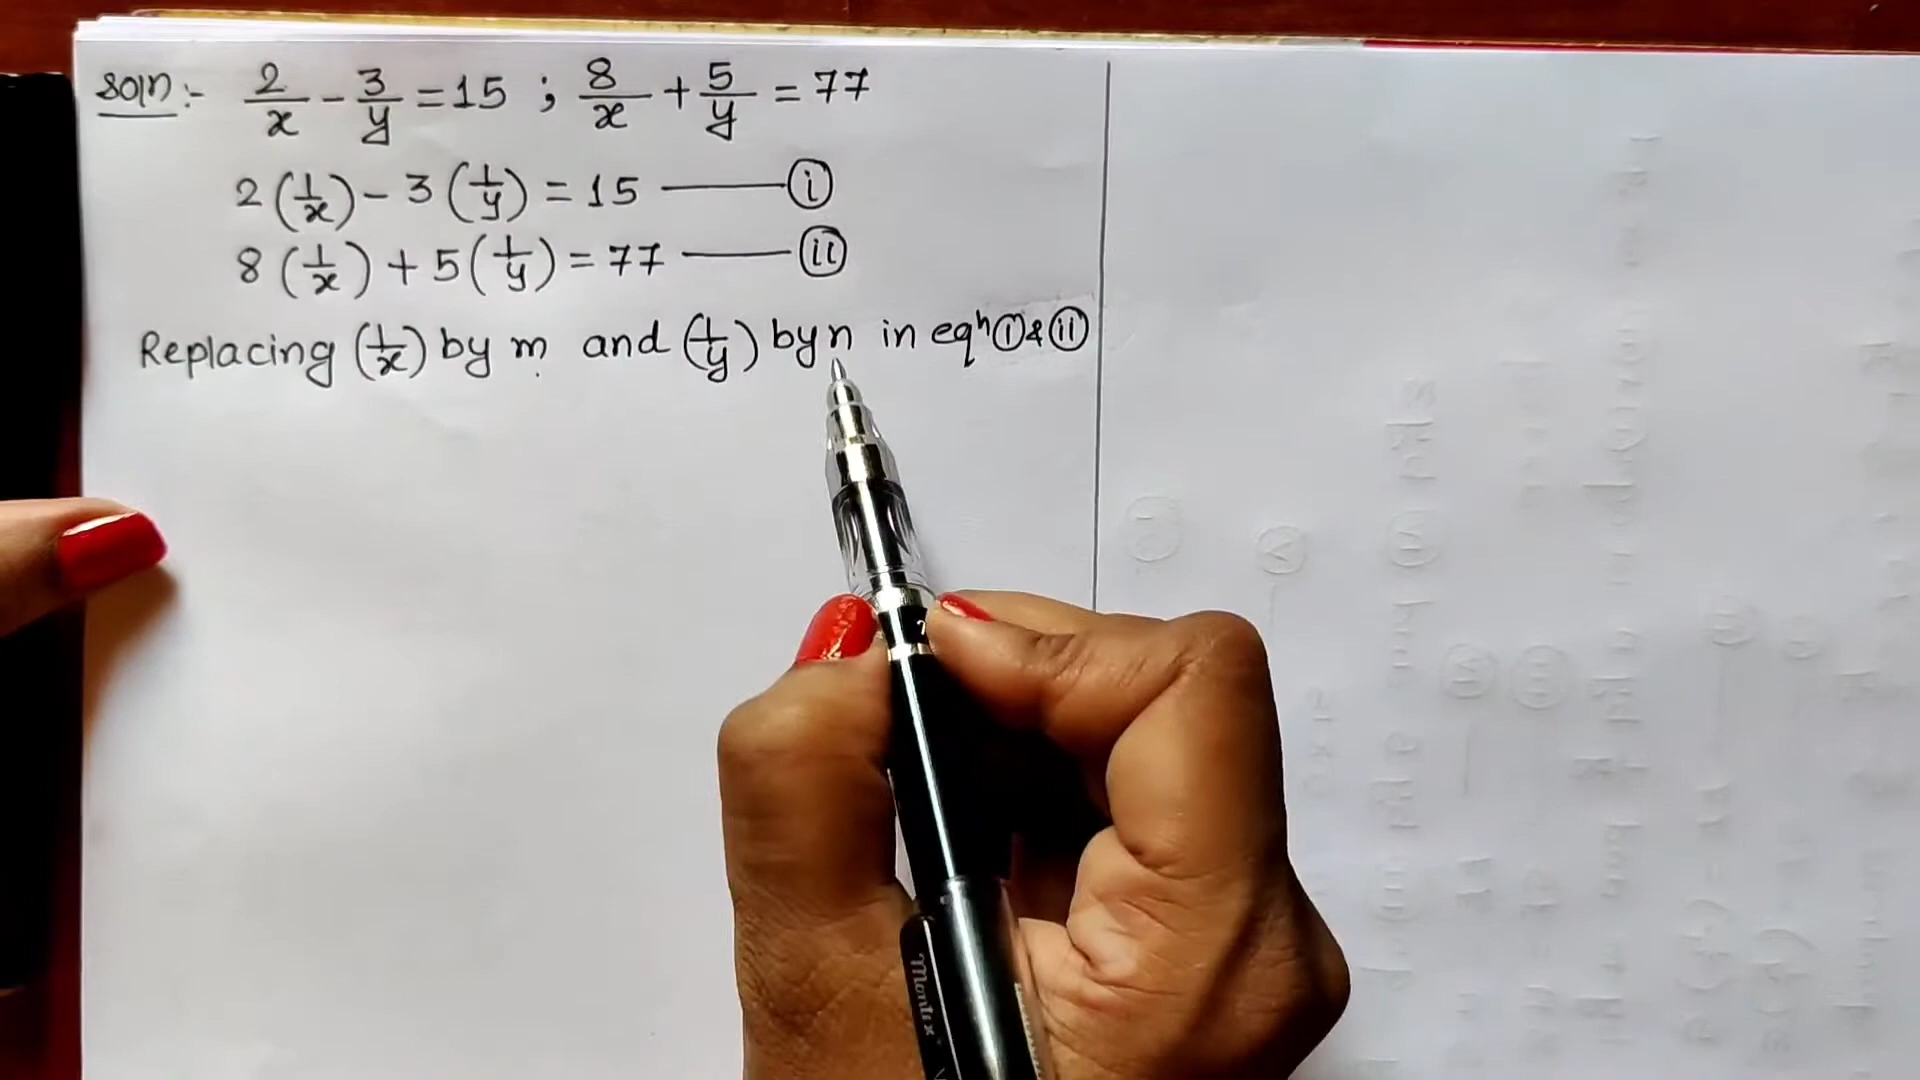 soln:- 2/x - 3/y = 15 ; 8/x + 5/y = 77
2(1/x) - 3(1/y) = 15 —— (i)
8(1/x) + 5(1/y) = 77 —— (ii)
Replacing (1/x) by m and (1/y) by n in eqn (i) & (ii)
Montex